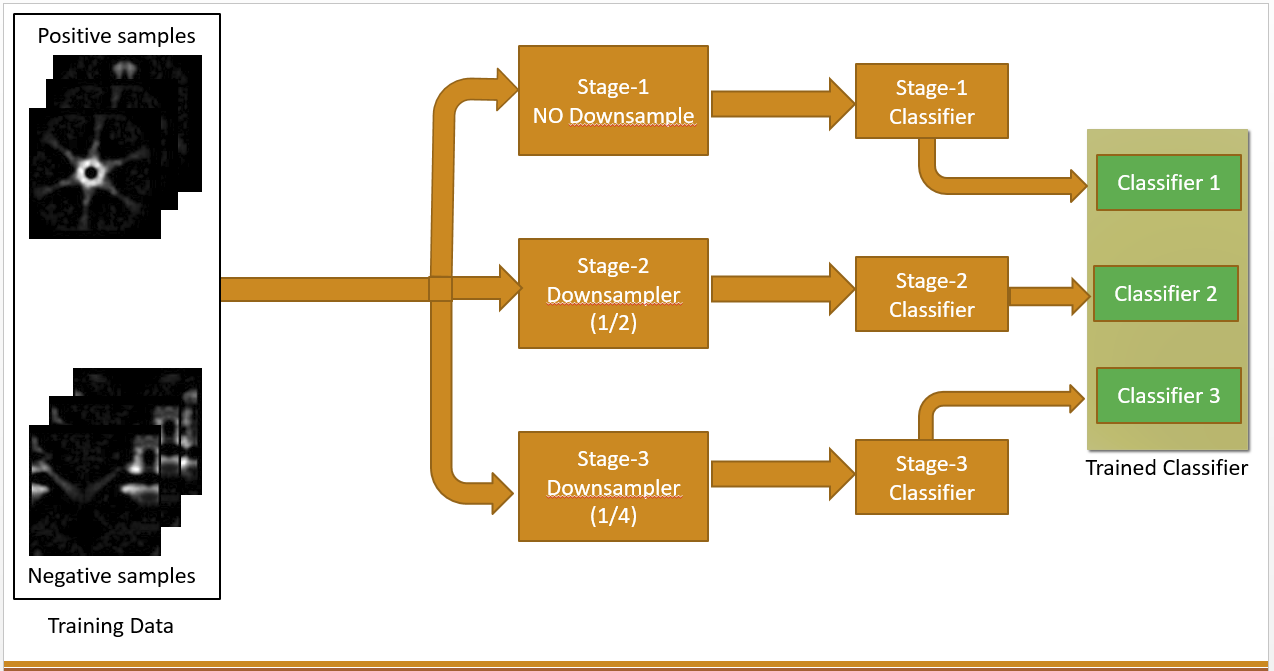 Positive samples
Negative samples
Training Data
Stage-1
NO Downsample
Stage-2
Downsampler
(1/2)
Stage-3
Downsampler
(1/4)
Stage-1
Classifier
Stage-2
Classifier
Stage-3
Classifier
Classifier 1
Classifier 2
Classifier 3
Trained Classifier